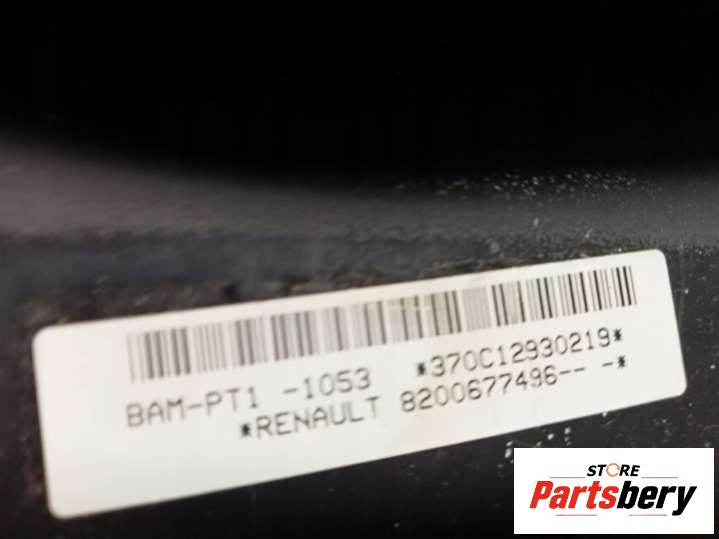 BAM-PT1 -1053 *370C12930219*
*RENAULT 8200677496-- -*
STORE
Partsbery